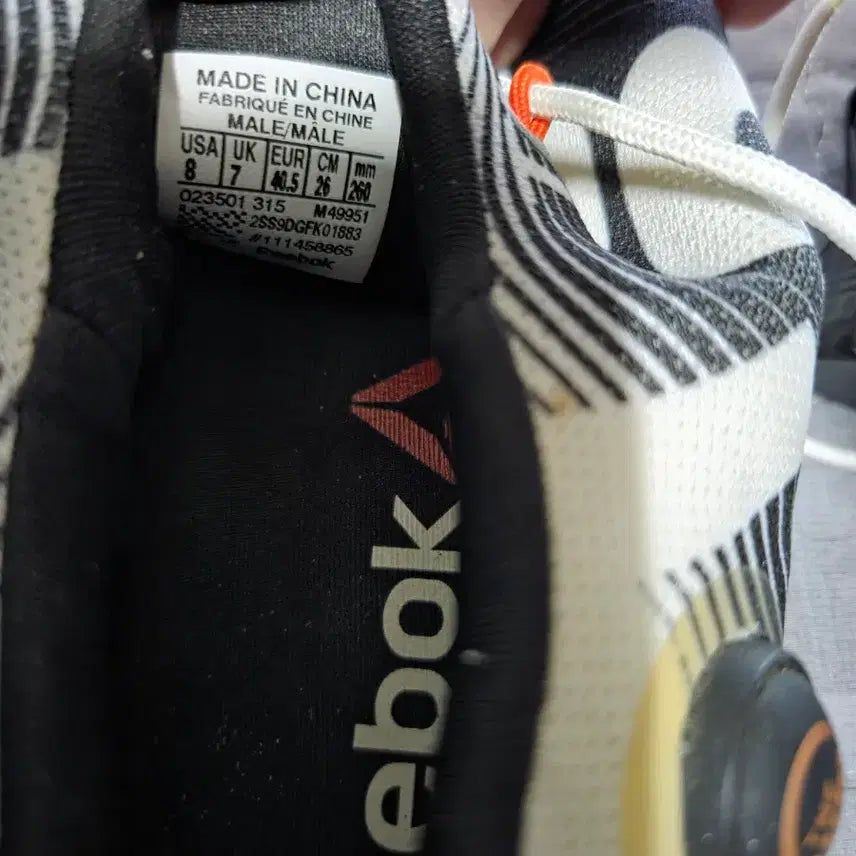 MADE IN CHINA
FABRIQUÉ EN CHINE
MALE/MÂLE
USA UK EUR CM mm
8 7 40.5 26 260
023501 315 M49951
2SS9DGFK01883
#111458865
Reebok
eebok